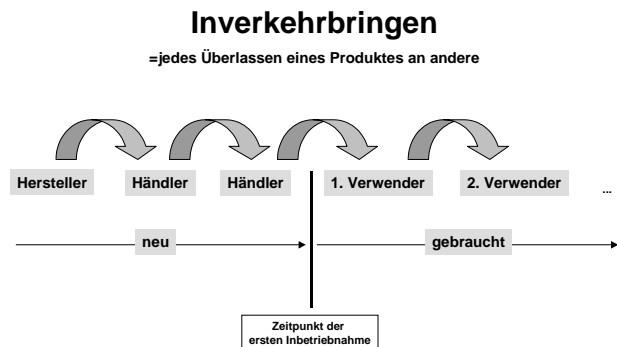 Inverkehrbringen
=jedes Überlassen eines Produktes an andere
Hersteller Händler Händler 1. Verwender 2. Verwender ...
neu gebraucht
Zeitpunkt der
ersten Inbetriebnahme